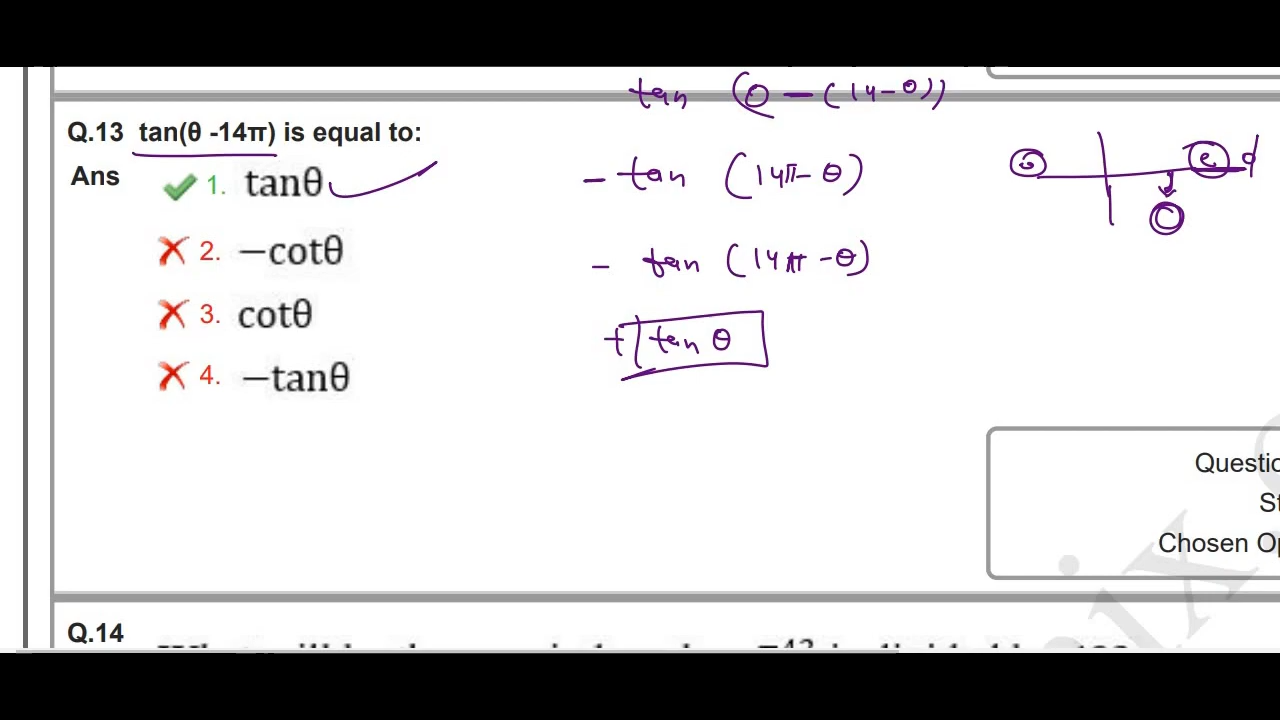 tan (θ - (14-θ))
Q.13 tan(θ -14π) is equal to:
Ans
1. tanθ
2. −cotθ
3. cotθ
4. −tanθ
- tan (14π - θ)
- tan (14π - θ)
+ tan θ
o e d
Questio
St
Chosen Op
Q.14